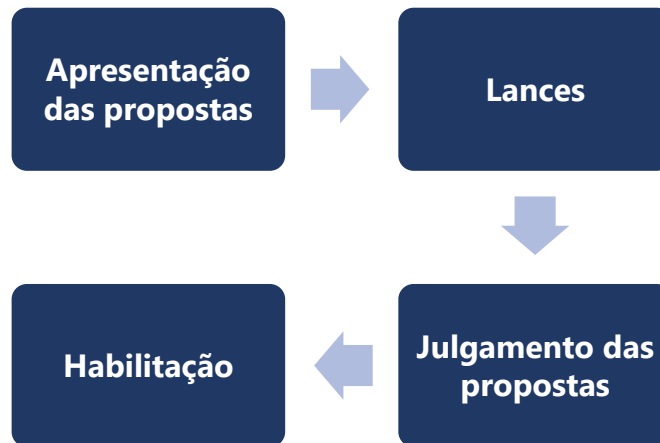 Apresentação
das propostas
Lances
Julgamento das
propostas
Habilitação